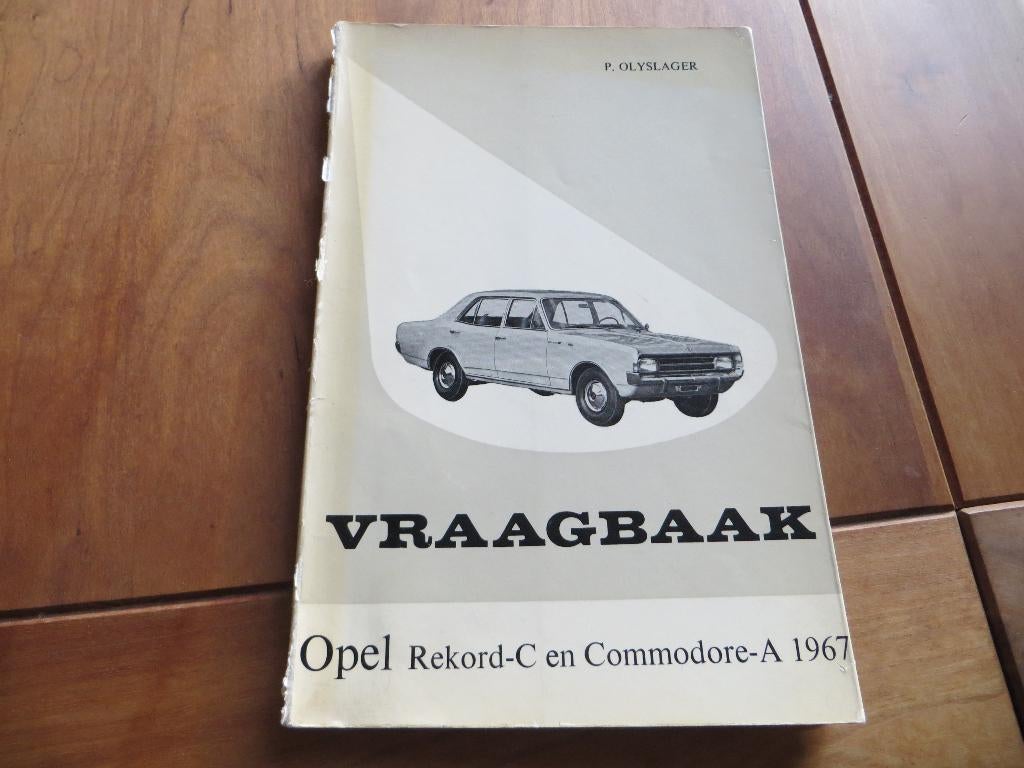 P. OLYSLAGER
VRAAGBAAK
Opel Rekord-C en Commodore-A 1967